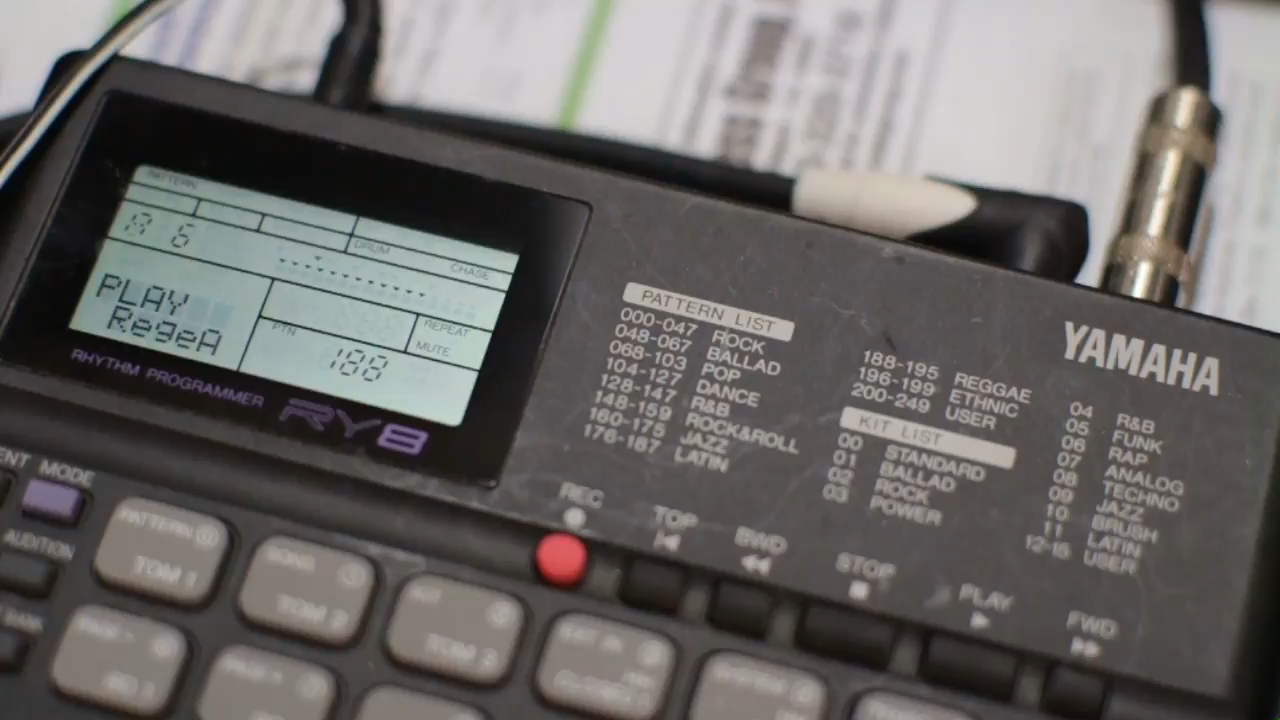 PATTERN
R 6
DRUM
CHASE
PLAY
RegeA
PTN
188
REPEAT
MUTE
RHYTHM PROGRAMMER RY8
PATTERN LIST
000-047 ROCK
048-067 BALLAD
068-103 POP
104-127 DANCE
128-147 R&B
148-159 ROCK&ROLL
160-175 JAZZ
176-187 LATIN
188-195 REGGAE
196-199 ETHNIC
200-249 USER
KIT LIST
00 STANDARD
01 BALLAD
02 ROCK
03 POWER
YAMAHA
04 R&B
05 FUNK
06 RAP
07 ANALOG
08 TECHNO
09 JAZZ
10 BRUSH
11 LATIN
12-15 USER
MODE
AUDITION
REC
TOP
BWD
STOP
PLAY
FWD
PATTERN
TOM 1
SONG
TOM 2
KIT
TOM 3